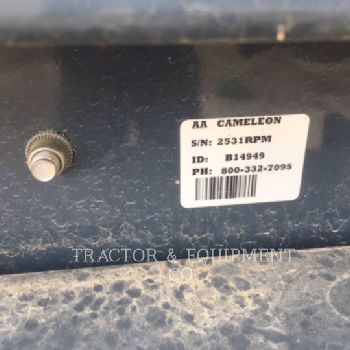 AA CAMELEON
S/N: 2531RPM
ID: B14949
PH: 800-332-7095
TRACTOR & EQUIPMENT
CO